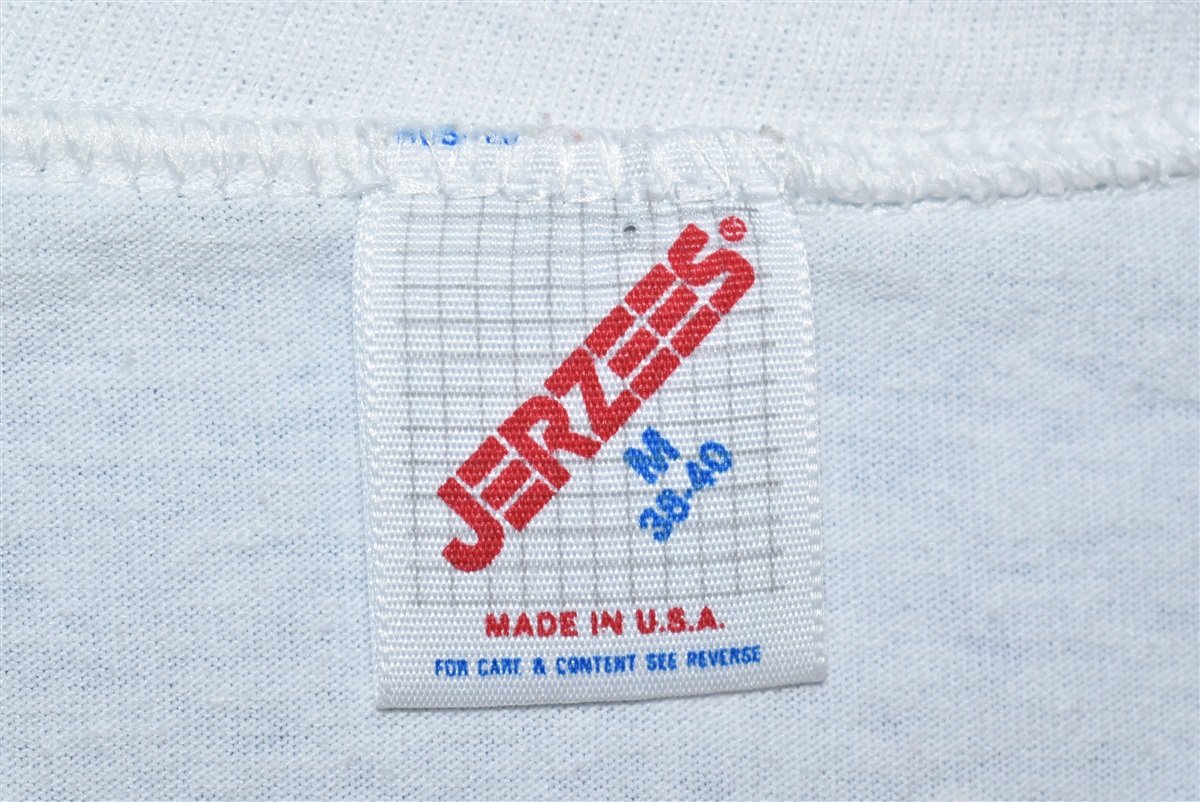 JERZEES®
M
38-40
MADE IN U.S.A.
FOR CARE & CONTENT SEE REVERSE